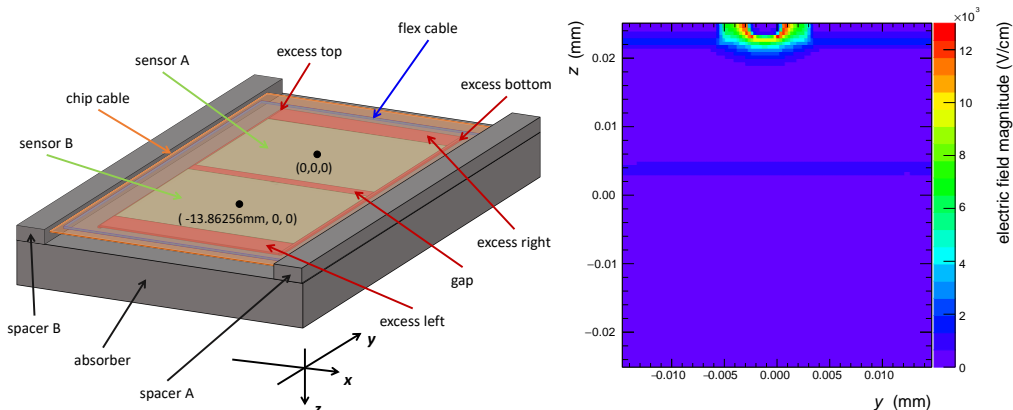 flex cable
excess top
sensor A
excess bottom
chip cable
sensor B
(0,0,0)
( -13.86256mm, 0, 0)
excess right
gap
excess left
spacer B
absorber
spacer A
y
x
z
z (mm)
0.02
0.01
0.00
−0.01
−0.02
−0.010
−0.005
0.000
0.005
0.010
y (mm)
×10³
12
10
8
6
4
2
0
electric field magnitude (V/cm)